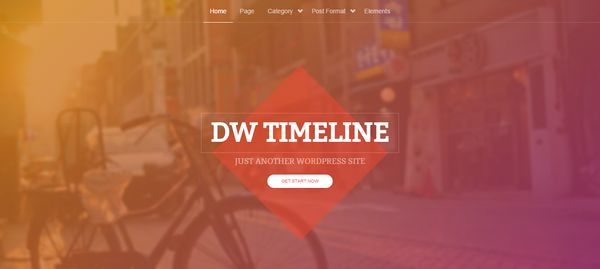 Home Page Category Post Format Elements
DW TIMELINE
JUST ANOTHER WORDPRESS SITE
GET START NOW